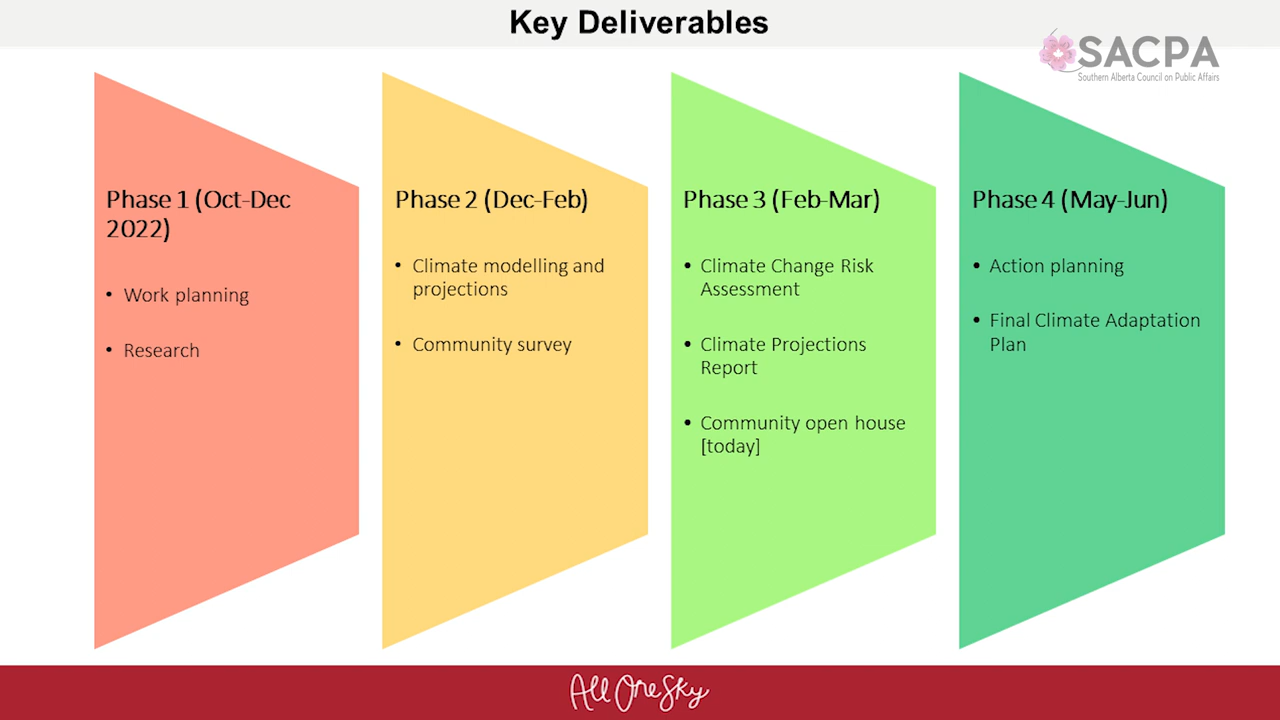 Key Deliverables
SACPA
Southern Alberta Council on Public Affairs
Phase 1 (Oct-Dec
2022)
• Work planning
• Research
Phase 2 (Dec-Feb)
• Climate modelling and
projections
• Community survey
Phase 3 (Feb-Mar)
• Climate Change Risk
Assessment
• Climate Projections
Report
• Community open house
[today]
Phase 4 (May-Jun)
• Action planning
• Final Climate Adaptation
Plan
All One Sky